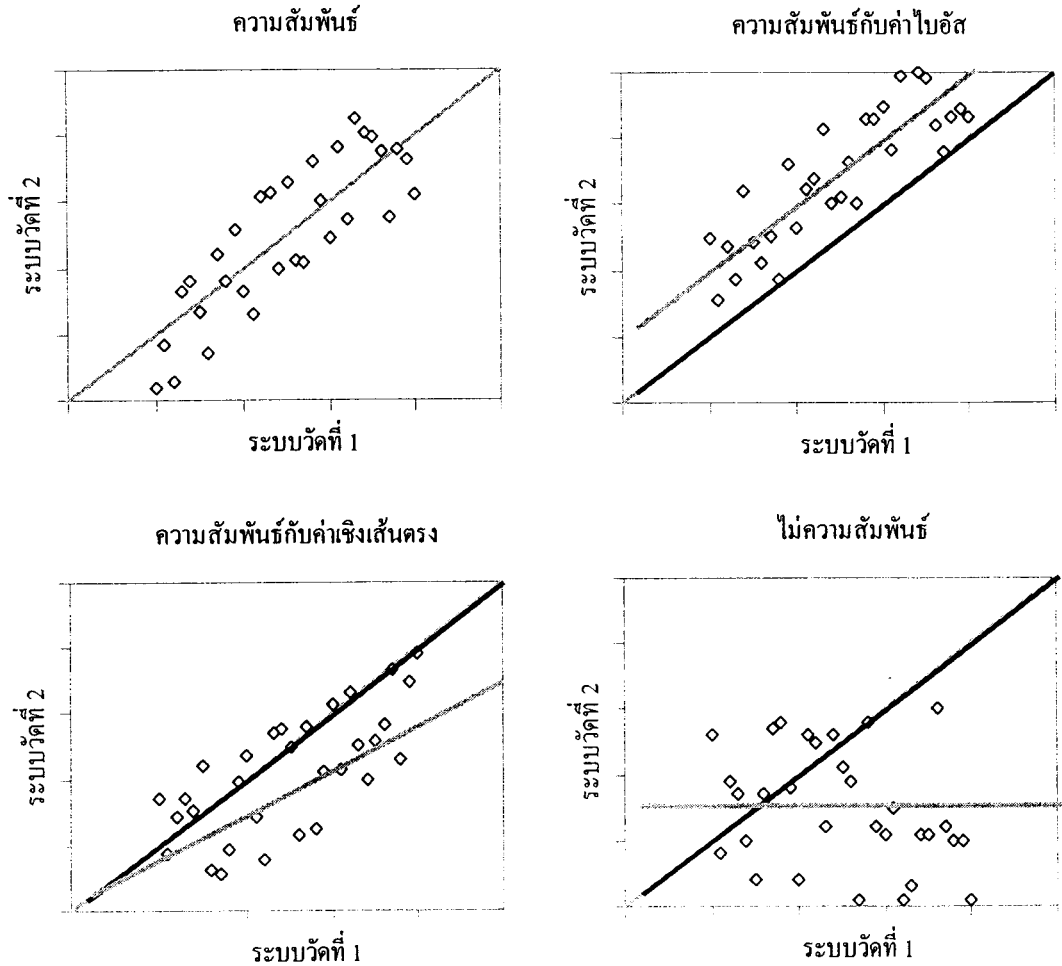 ความสัมพันธ์
ระบบวัดที่ 2
ระบบวัดที่ 1
ความสัมพันธ์กับค่าไบอัส
ระบบวัดที่ 2
ระบบวัดที่ 1
ความสัมพันธ์กับค่าเชิงเส้นตรง
ระบบวัดที่ 2
ระบบวัดที่ 1
ไม่ความสัมพันธ์
ระบบวัดที่ 2
ระบบวัดที่ 1